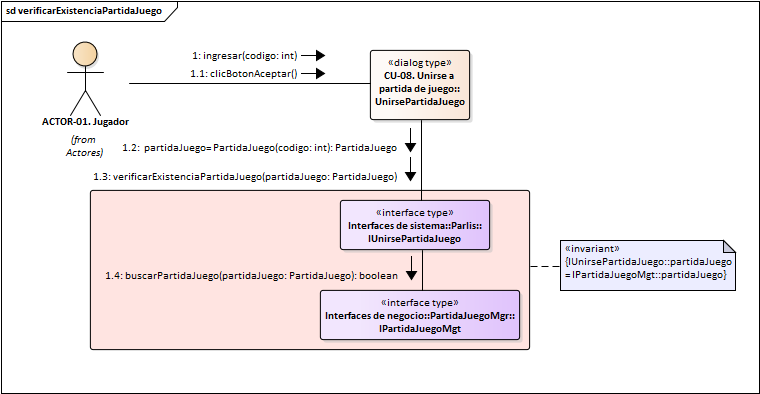 sd verificarExistenciaPartidaJuego
1: ingresar(codigo: int)
1.1: clicBotonAceptar()
«dialog type»
CU-08. Unirse a
partida de juego::
UnirsePartidaJuego
ACTOR-01. Jugador
(from
Actores)
1.2: partidaJuego= PartidaJuego(codigo: int): PartidaJuego
1.3: verificarExistenciaPartidaJuego(partidaJuego: PartidaJuego)
«interface type»
Interfaces de sistema::Parlis::
IUnirsePartidaJuego
«invariant»
{IUnirsePartidaJuego::partidaJuego
= IPartidaJuegoMgt::partidaJuego}
1.4: buscarPartidaJuego(partidaJuego: PartidaJuego): boolean
«interface type»
Interfaces de negocio::PartidaJuegoMgr::
IPartidaJuegoMgt